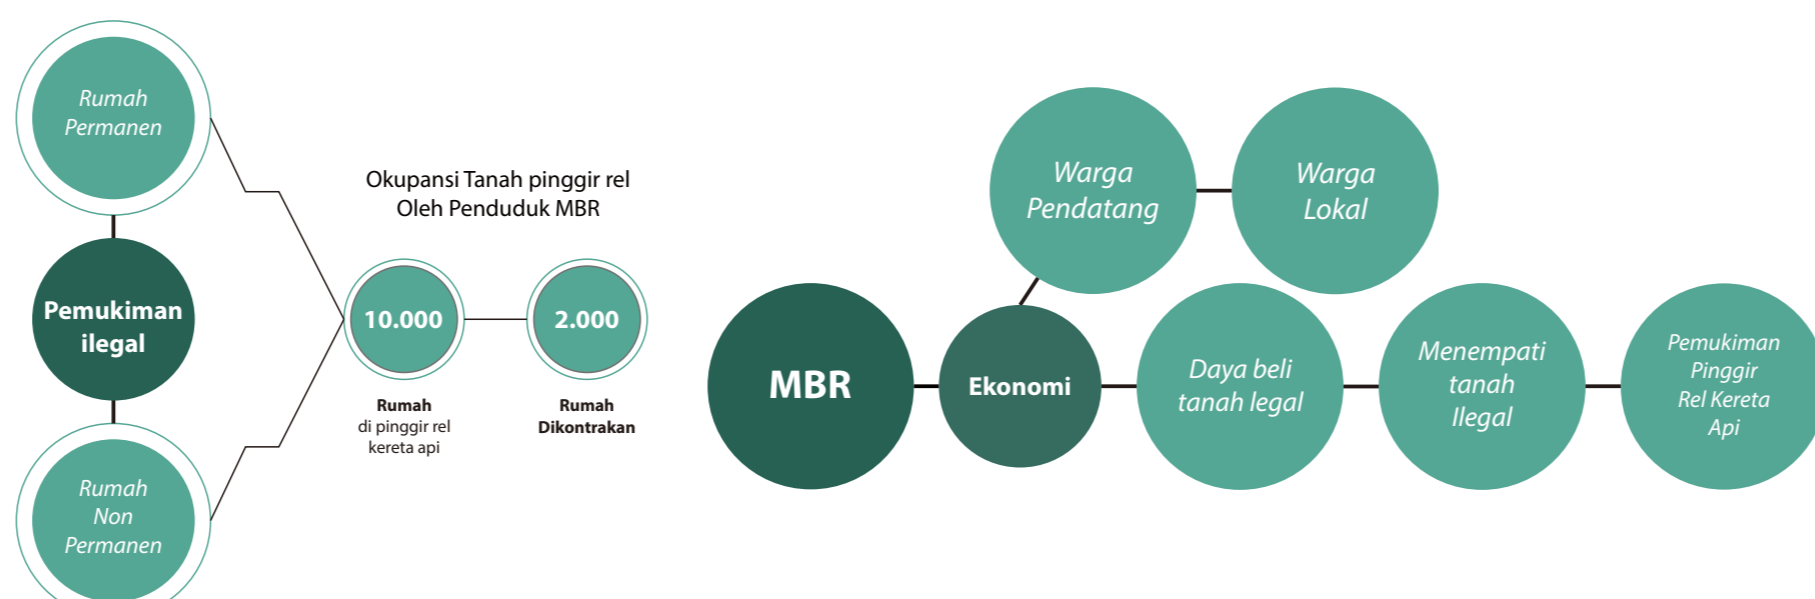 Rumah
Permanen
Pemukiman
ilegal
Rumah
Non
Permanen
Okupansi Tanah pinggir rel
Oleh Penduduk MBR
10.000
Rumah
di pinggir rel
kereta api
2.000
Rumah
Dikontrakan
MBR
Ekonomi
Warga
Pendatang
Warga
Lokal
Daya beli
tanah legal
Menempati
tanah
Ilegal
Pemukiman
Pinggir
Rel Kereta
Api